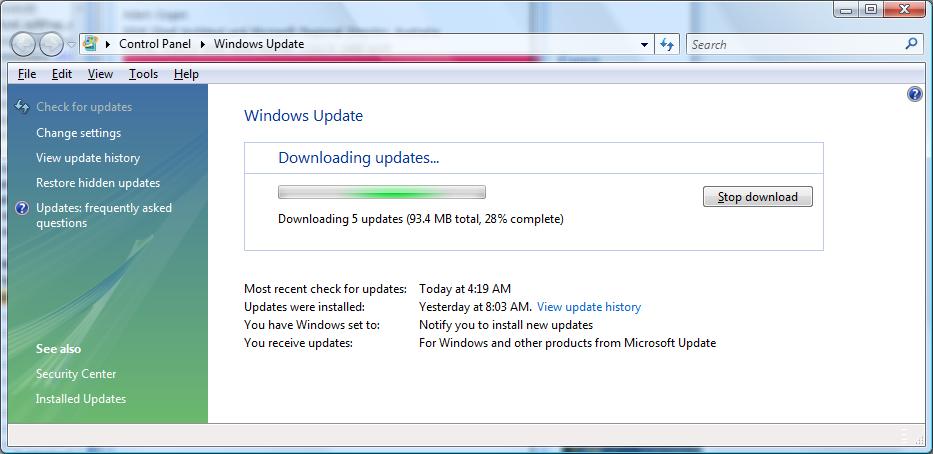 Control Panel
Windows Update
Search
File Edit View Tools Help
Check for updates
Change settings
View update history
Restore hidden updates
Updates: frequently asked
questions
See also
Security Center
Installed Updates
Windows Update
Downloading updates...
Downloading 5 updates (93.4 MB total, 28% complete)
Stop download
Most recent check for updates: Today at 4:19 AM
Updates were installed: Yesterday at 8:03 AM. View update history
You have Windows set to: Notify you to install new updates
You receive updates: For Windows and other products from Microsoft Update